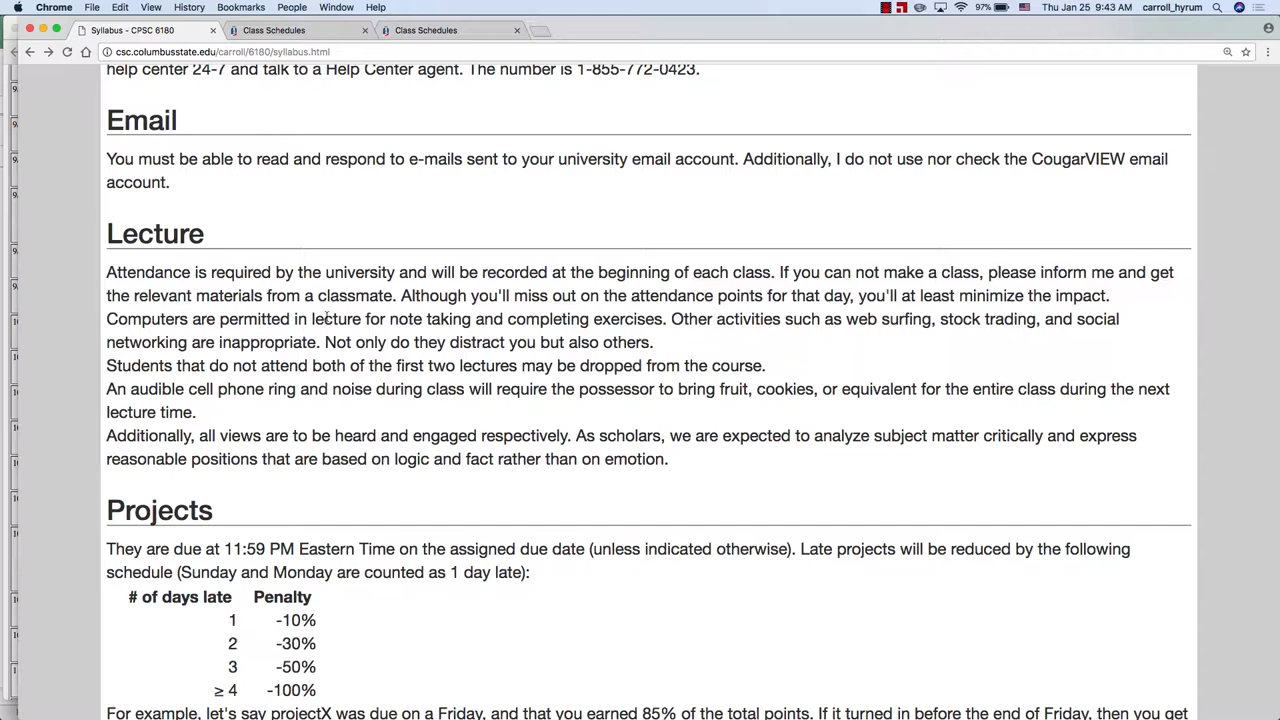 Chrome File Edit View History Bookmarks People Window Help 97% Thu Jan 25 9:43 AM carroll_hyrum
Syllabus - CPSC 6180 Class Schedules Class Schedules
csc.columbusstate.edu/carroll/6180/syllabus.html
help center 24-7 and talk to a Help Center agent. The number is 1-855-772-0423.
Email
You must be able to read and respond to e-mails sent to your university email account. Additionally, I do not use nor check the CougarVIEW email
account.
Lecture
Attendance is required by the university and will be recorded at the beginning of each class. If you can not make a class, please inform me and get
the relevant materials from a classmate. Although you'll miss out on the attendance points for that day, you'll at least minimize the impact.
Computers are permitted in lecture for note taking and completing exercises. Other activities such as web surfing, stock trading, and social
networking are inappropriate. Not only do they distract you but also others.
Students that do not attend both of the first two lectures may be dropped from the course.
An audible cell phone ring and noise during class will require the possessor to bring fruit, cookies, or equivalent for the entire class during the next
lecture time.
Additionally, all views are to be heard and engaged respectively. As scholars, we are expected to analyze subject matter critically and express
reasonable positions that are based on logic and fact rather than on emotion.
Projects
They are due at 11:59 PM Eastern Time on the assigned due date (unless indicated otherwise). Late projects will be reduced by the following
schedule (Sunday and Monday are counted as 1 day late):
# of days late Penalty
1 -10%
2 -30%
3 -50%
≥ 4 -100%
For example, let's say projectX was due on a Friday, and that you earned 85% of the total points. If it turned in before the end of Friday, then you get